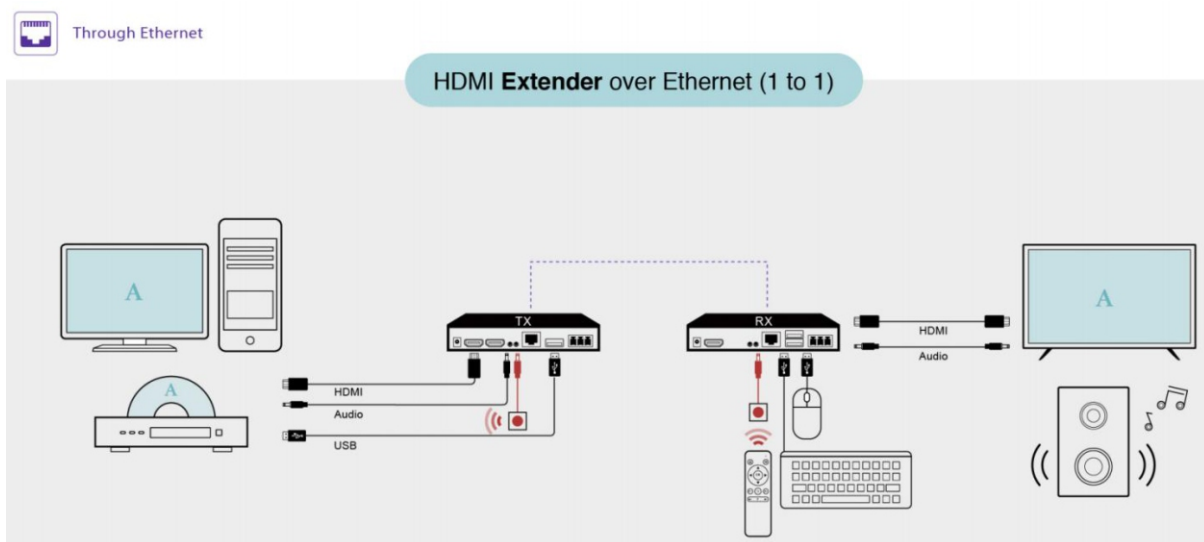 Through Ethernet
HDMI Extender over Ethernet (1 to 1)
A
A
TX
RX
HDMI
Audio
A
HDMI
Audio
USB